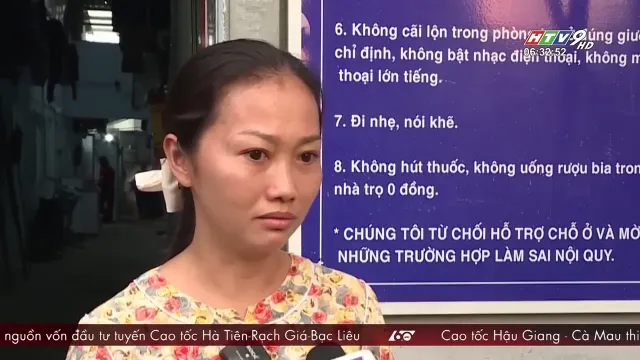 6. Không cãi lộn trong phòng
chỉ định, không bật nhạc điện thoại, không m
thoại lớn tiếng.
7. Đi nhẹ, nói khẽ.
8. Không hút thuốc, không uống rượu bia tron
nhà trọ 0 đồng.
* CHÚNG TÔI TỪ CHỐI HỖ TRỢ CHỖ Ở VÀ MỜ
NHỮNG TRƯỜNG HỢP LÀM SAI NỘI QUY.
HTV9 HD
06:32:52
nguồn vốn đầu tư tuyến Cao tốc Hà Tiên-Rạch Giá-Bạc Liêu
Cao tốc Hậu Giang - Cà Mau thi